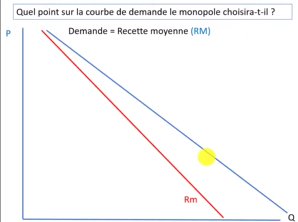 Quel point sur la courbe de demande le monopole choisira-t-il ?
P
Demande = Recette moyenne (RM)
Rm
Q